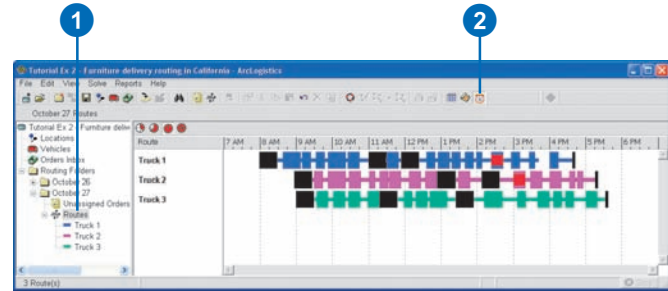 1
2
Tutorial Ex 2 - Furniture delivery routing in California - ArcLogistics
File Edit View Solve Reports Help
October 27 Routes
Tutorial Ex 2 - Furniture deliv
Locations
Vehicles
Orders Inbox
Routing Folders
October 26
October 27
Unassigned Orders
Routes
Truck 1
Truck 2
Truck 3
Route 7 AM 8 AM 9 AM 10 AM 11 AM 12 PM 1 PM 2 PM 3 PM 4 PM 5 PM 6 PM
Truck 1
Truck 2
Truck 3
3 Route(s)